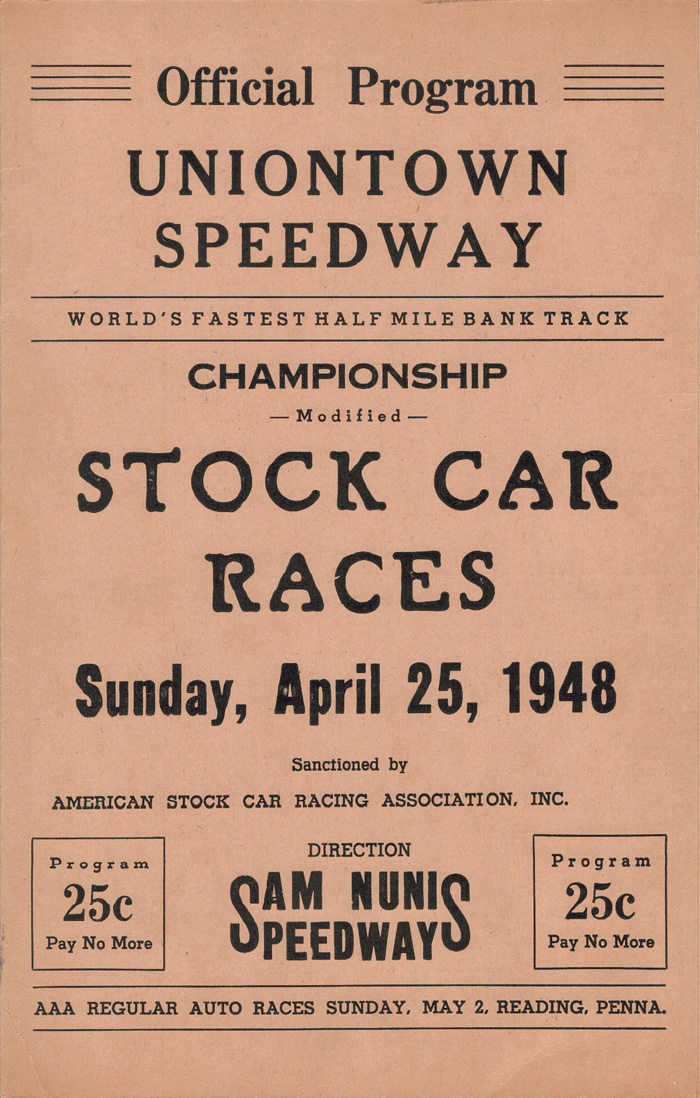 Official Program
UNIONTOWN
SPEEDWAY
WORLD'S FASTEST HALF MILE BANK TRACK
CHAMPIONSHIP
— Modified —
STOCK CAR
RACES
Sunday, April 25, 1948
Sanctioned by
AMERICAN STOCK CAR RACING ASSOCIATION, INC.
Program
25c
Pay No More
DIRECTION
SAM NUNIS
SPEEDWAYS
Program
25c
Pay No More
AAA REGULAR AUTO RACES SUNDAY, MAY 2, READING, PENNA.